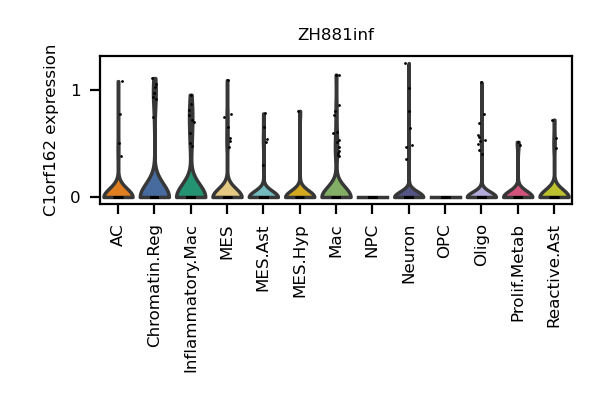 ZH881inf
C1orf162 expression
1
0
AC
Chromatin.Reg
Inflammatory.Mac
MES
MES.Ast
MES.Hyp
Mac
NPC
Neuron
OPC
Oligo
Prolif.Metab
Reactive.Ast